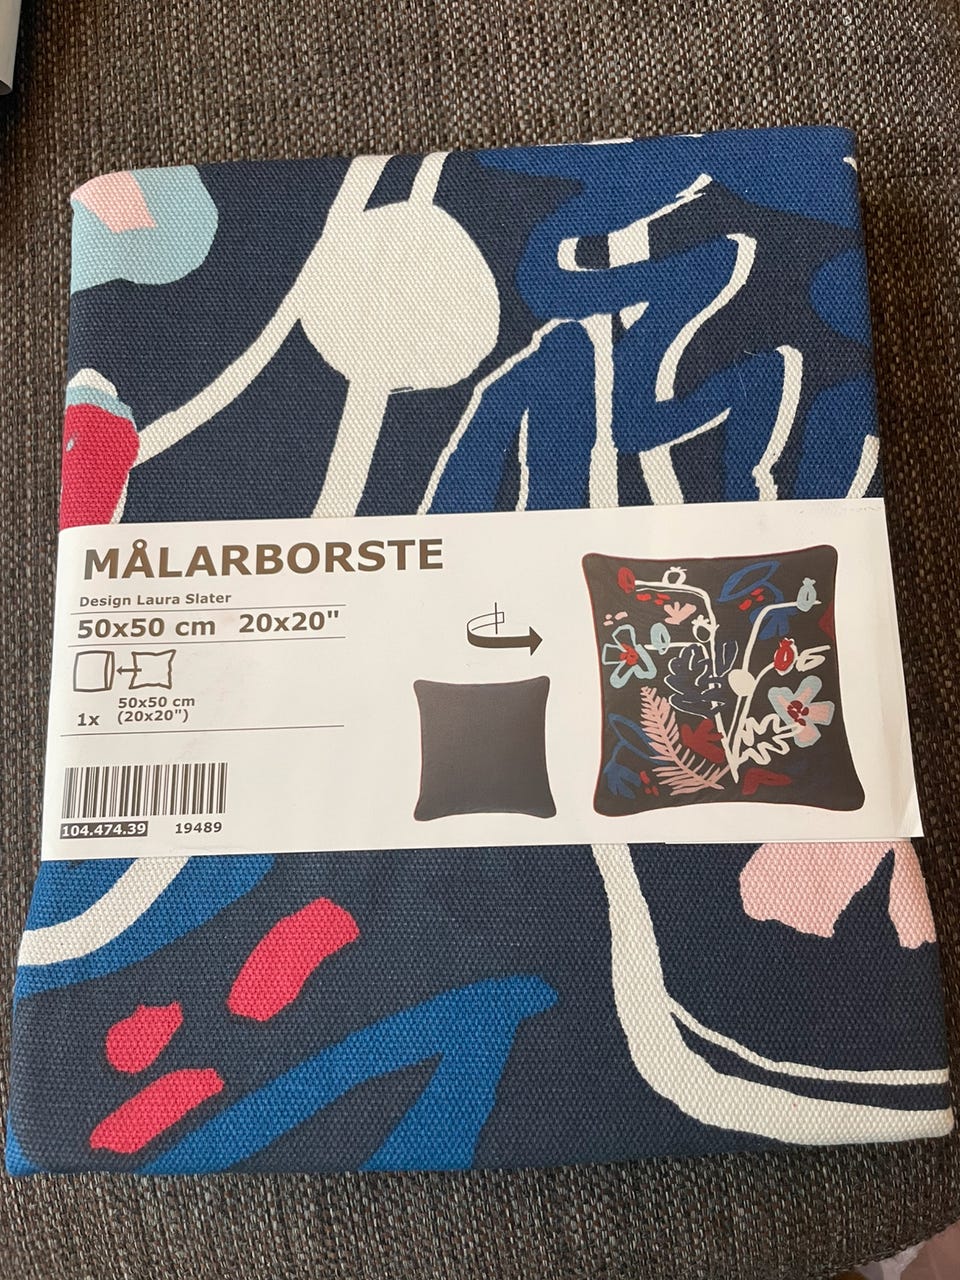 MÅLARBORSTE
Design Laura Slater
50x50 cm 20x20"
50x50 cm
1x (20x20")
104.474.39 19489